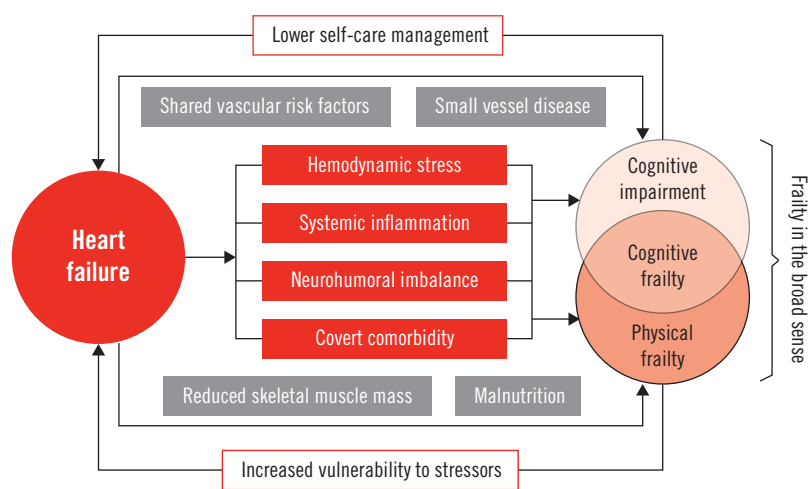 Lower self-care management
Shared vascular risk factors
Small vessel disease
Hemodynamic stress
Systemic inflammation
Neurohumoral imbalance
Covert comorbidity
Heart
failure
Cognitive
impairment
Cognitive
frailty
Physical
frailty
Frailty in the broad sense
Reduced skeletal muscle mass
Malnutrition
Increased vulnerability to stressors